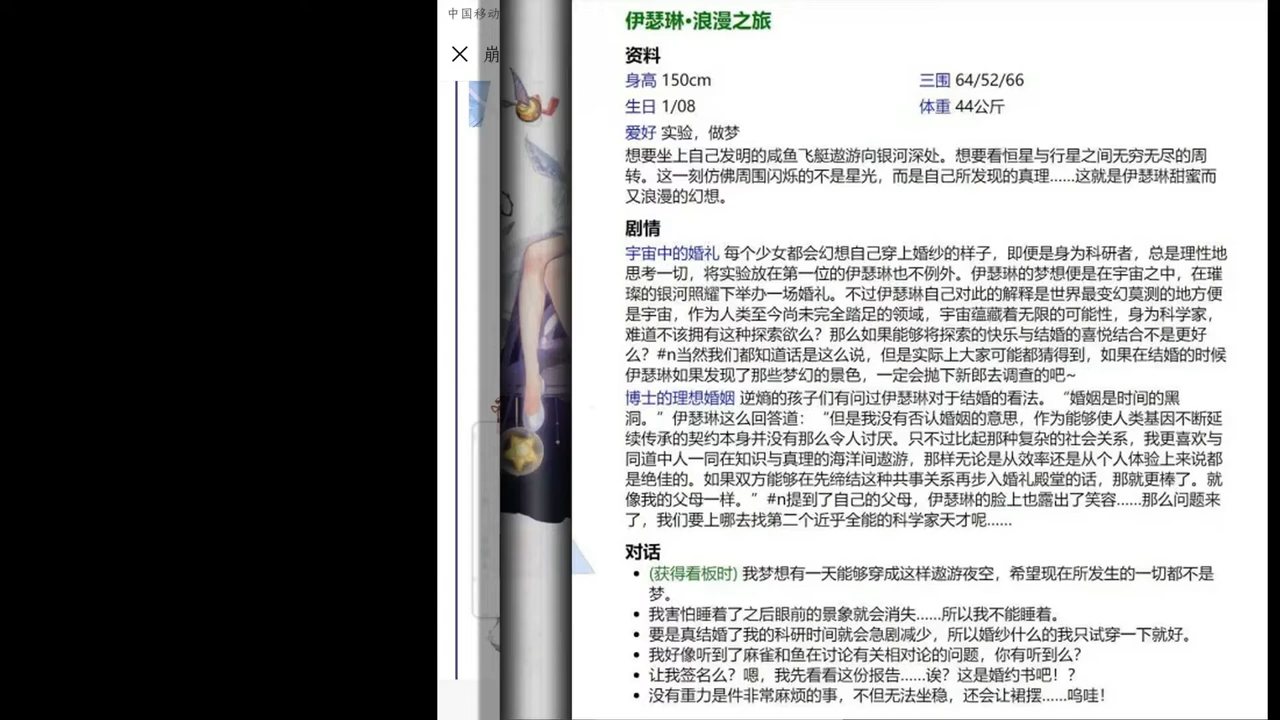 中国移动
崩
伊瑟琳•浪漫之旅
资料
身高 150cm
三围 64/52/66
生日 1/08
体重 44公斤
爱好 实验，做梦
想要坐上自己发明的咸鱼飞艇遨游向银河深处。想要看恒星与行星之间无穷无尽的周
转。这一刻仿佛周围闪烁的不是星光，而是自己所发现的真理……这就是伊瑟琳甜蜜而
又浪漫的幻想。
剧情
宇宙中的婚礼 每个少女都会幻想自己穿上婚纱的样子，即便是身为科研者，总是理性地
思考一切，将实验放在第一位的伊瑟琳也不例外。伊瑟琳的梦想便是在宇宙之中，在璀
璨的银河照耀下举办一场婚礼。不过伊瑟琳自己对此的解释是世界最变幻莫测的地方便
是宇宙，作为人类至今尚未完全踏足的领域，宇宙蕴藏着无限的可能性，身为科学家，
难道不该拥有这种探索欲么？那么如果能够将探索的快乐与结婚的喜悦结合不是更好
么？#n当然我们都知道话是这么说，但是实际上大家可能都猜得到，如果在结婚的时候
伊瑟琳如果发现了那些梦幻的景色，一定会抛下新郎去调查的吧~
博士的理想婚姻 逆熵的孩子们有问过伊瑟琳对于结婚的看法。“婚姻是时间的黑
洞。”伊瑟琳这么回答道：“但是我没有否认婚姻的意思，作为能够使人类基因不断延
续传承的契约本身并没有那么令人讨厌。只不过比起那种复杂的社会关系，我更喜欢与
同道中人一同在知识与真理的海洋间遨游，那样无论是从效率还是从个人体验上来说都
是绝佳的。如果双方能够在先缔结这种共事关系再步入婚礼殿堂的话，那就更棒了。就
像我的父母一样。”#n提到了自己的父母，伊瑟琳的脸上也露出了笑容……那么问题来
了，我们要上哪去找第二个近乎全能的科学家天才呢……
对话
• (获得看板时) 我梦想有一天能够穿成这样遨游夜空，希望现在所发生的一切都不是
梦。
• 我害怕睡着了之后眼前的景象就会消失……所以我不能睡着。
• 要是真结婚了我的科研时间就会急剧减少，所以婚纱什么的我只试穿一下就好。
• 我好像听到了麻雀和鱼在讨论有关相对论的问题，你有听到么？
• 让我签名么？嗯，我先看看这份报告……诶？这是婚约书吧！？
• 没有重力是件非常麻烦的事，不但无法坐稳，还会让裙摆……呜哇！